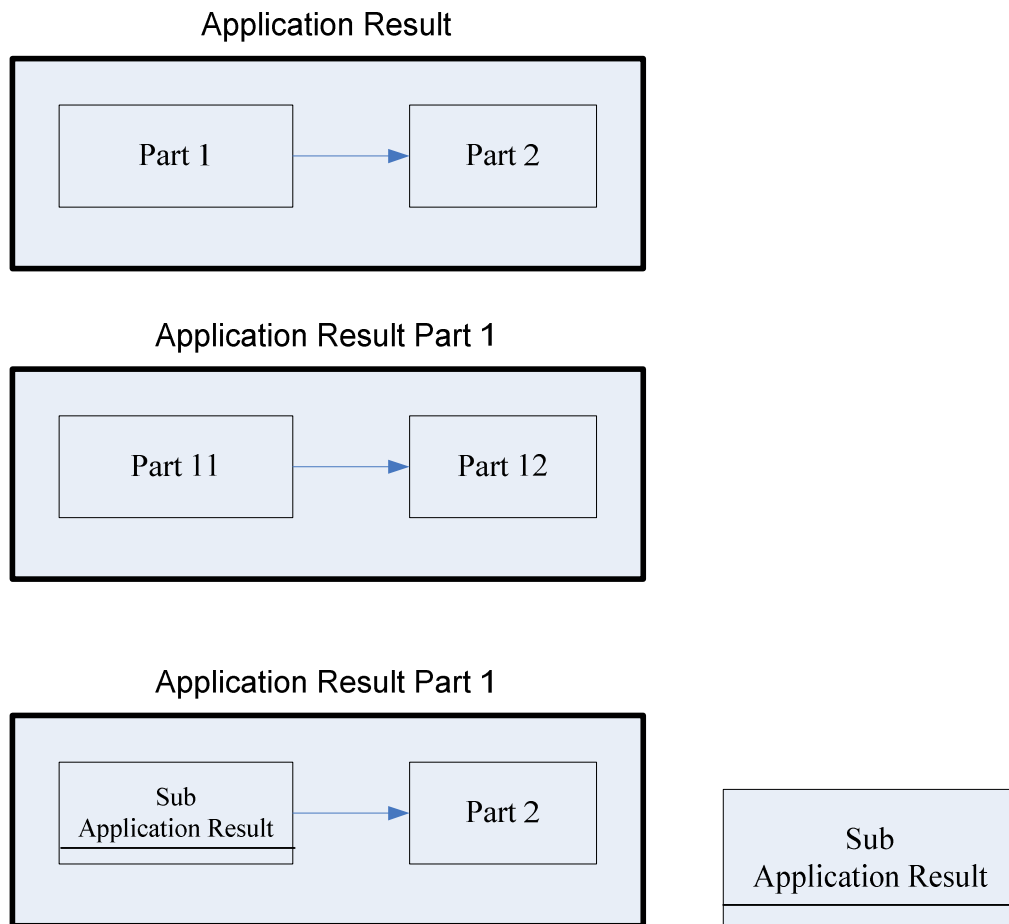 Application Result
Part 1
Part 2
Application Result Part 1
Part 11
Part 12
Application Result Part 1
Sub
Application Result
Part 2
Sub
Application Result